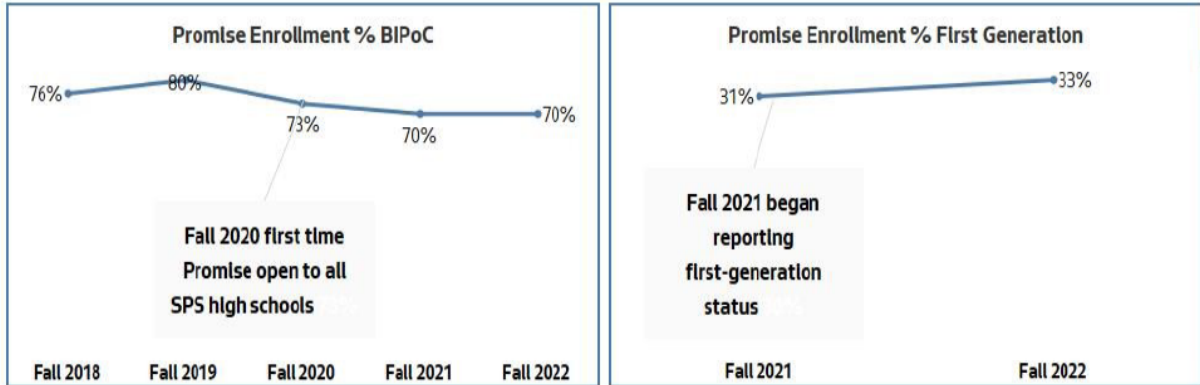 Promise Enrollment % BIPoC
76%
80%
73%
70%
70%
Fall 2020 first time
Promise open to all
SPS high schools
Fall 2018 Fall 2019 Fall 2020 Fall 2021 Fall 2022
Promise Enrollment % First Generation
31%
33%
Fall 2021 began
reporting
first-generation
status
Fall 2021 Fall 2022